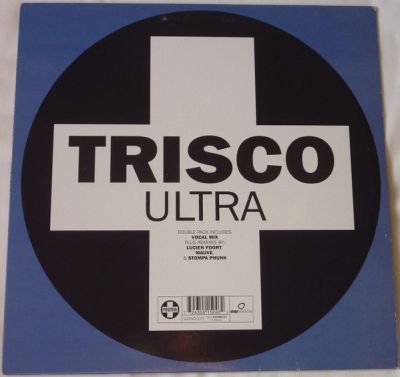 TRISCO
ULTRA
DOUBLE PACK INCLUDES
VOCAL MIX
PLUS REMIXES BY:
LUCIEN FOORT,
MAUVE,
& STOMPA PHUNK